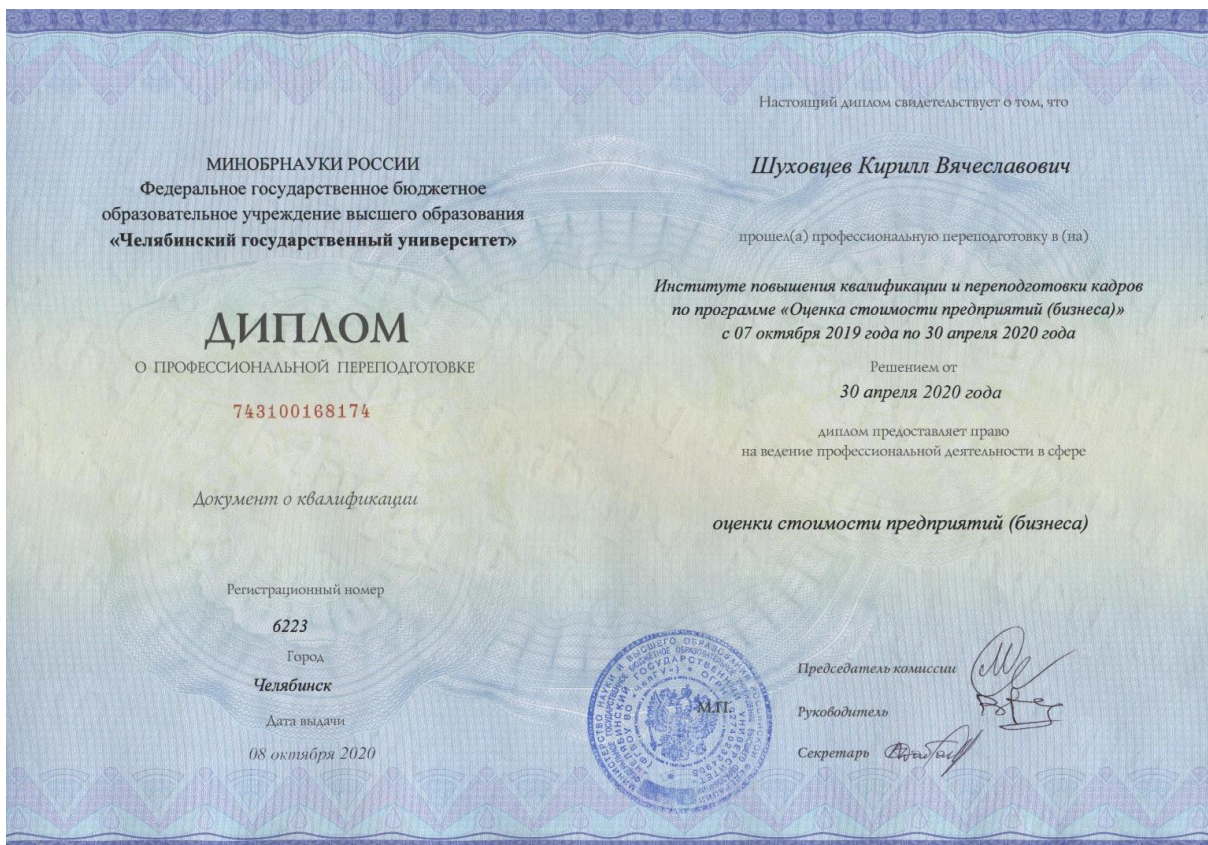 МИНОБРНАУКИ РОССИИ
Федеральное государственное бюджетное
образовательное учреждение высшего образования
«Челябинский государственный университет»
ДИПЛОМ
О ПРОФЕССИОНАЛЬНОЙ ПЕРЕПОДГОТОВКЕ
743100168174
Документ о квалификации
Регистрационный номер
6223
Город
Челябинск
Дата выдачи
08 октября 2020
Настоящий диплом свидетельствует о том, что
Шуховцев Кирилл Вячеславович
прошел(а) профессиональную переподготовку в (на)
Институте повышения квалификации и переподготовки кадров
по программе «Оценка стоимости предприятий (бизнеса)»
с 07 октября 2019 года по 30 апреля 2020 года
Решением от
30 апреля 2020 года
диплом предоставляет право
на ведение профессиональной деятельности в сфере
оценки стоимости предприятий (бизнеса)
М.П.
Председатель комиссии
Руководитель
Секретарь